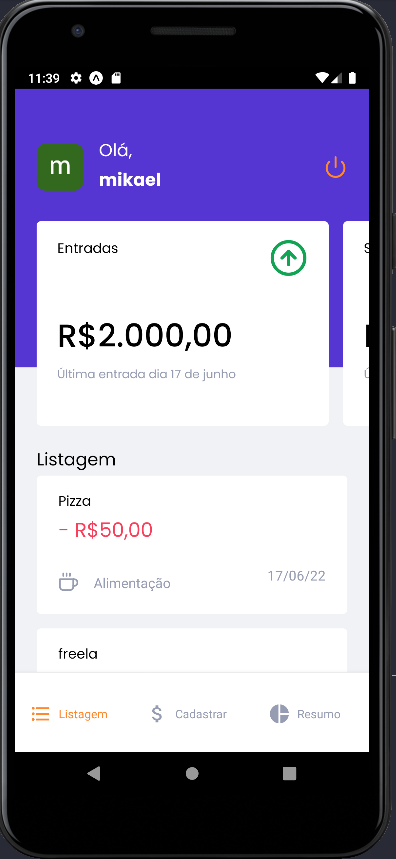 11:39
m
Olá,
mikael
Entradas
R$2.000,00
Última entrada dia 17 de junho
Listagem
Pizza
- R$50,00
Alimentação
17/06/22
freela
Listagem
Cadastrar
Resumo